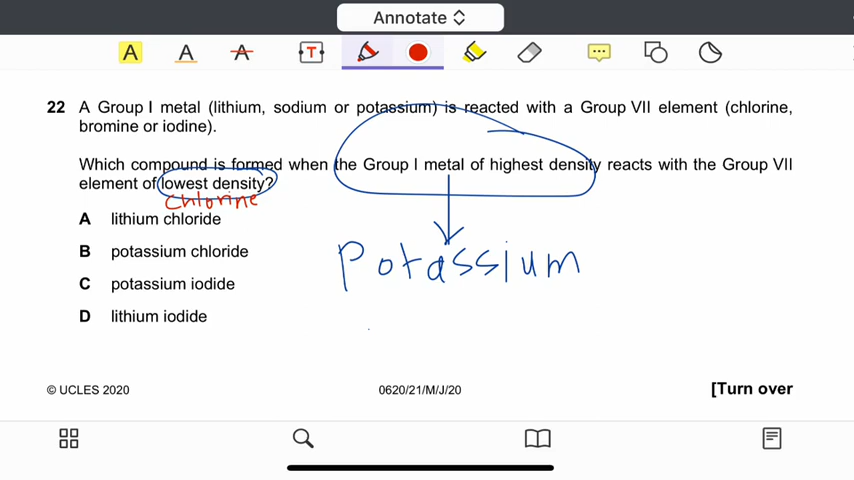 Annotate
A A A T
22 A Group I metal (lithium, sodium or potassium) is reacted with a Group VII element (chlorine,
bromine or iodine).
Which compound is formed when the Group I metal of highest density reacts with the Group VII
element of lowest density?
chlorine
A lithium chloride
B potassium chloride
Potassium
C potassium iodide
D lithium iodide
© UCLES 2020 0620/21/M/J/20 [Turn over